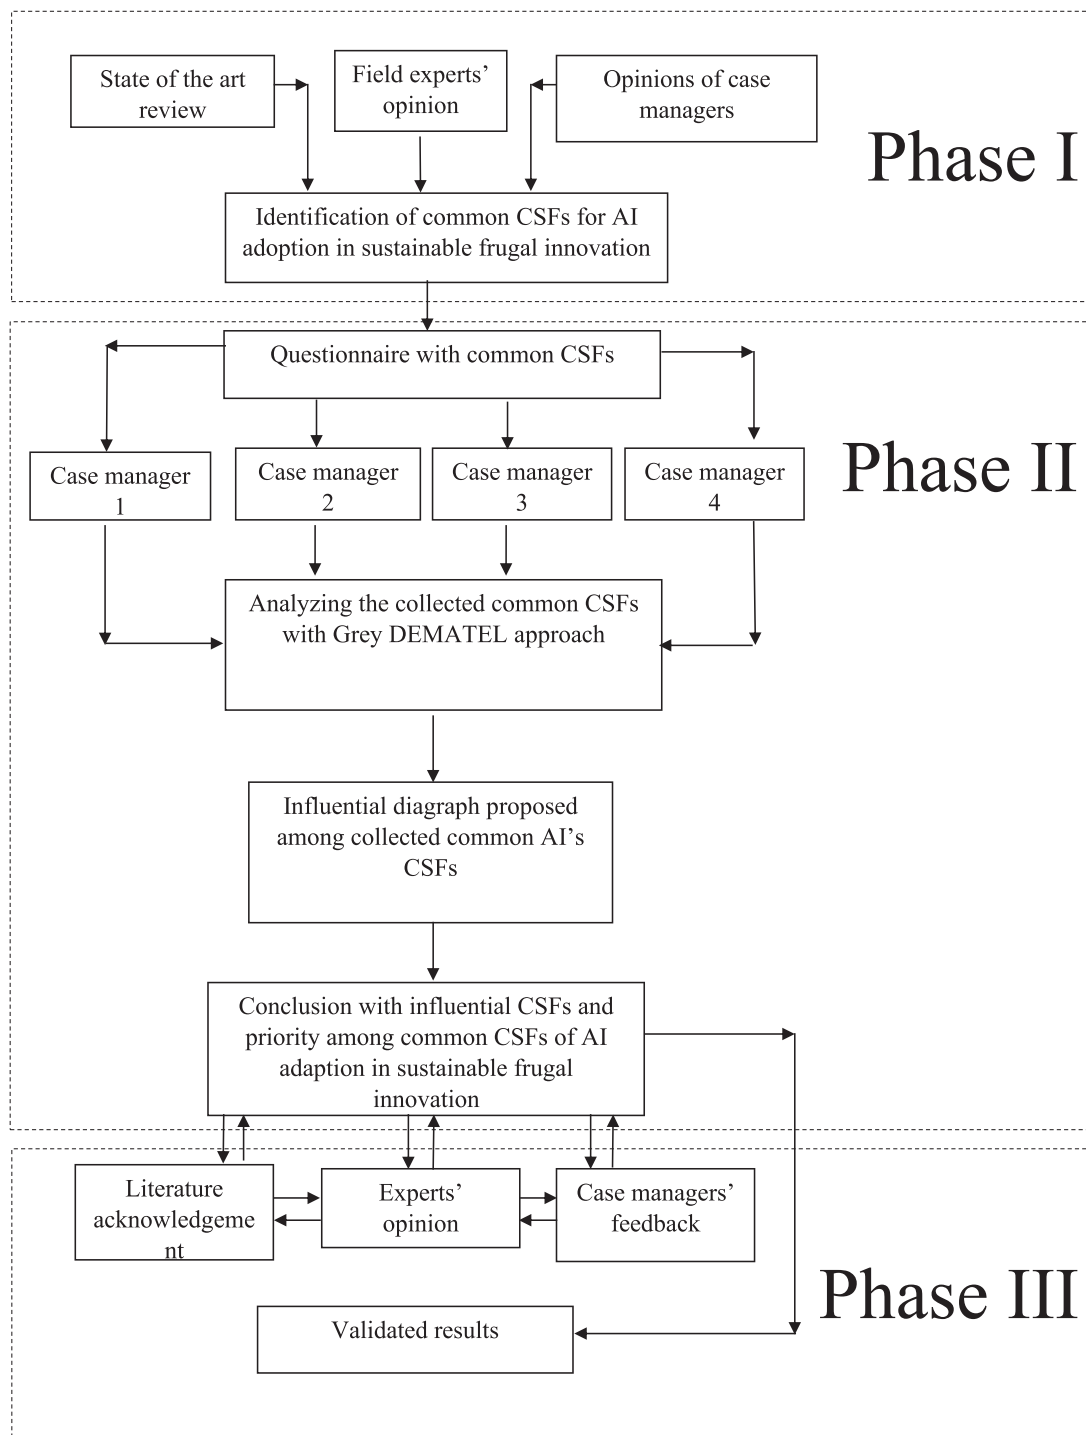 State of the art
review
Field experts’
opinion
Opinions of case
managers
Phase I
Identification of common CSFs for AI
adoption in sustainable frugal innovation
Questionnaire with common CSFs
Phase II
Case manager
1
Case manager
2
Case manager
3
Case manager
4
Analyzing the collected common CSFs
with Grey DEMATEL approach
Influential diagraph proposed
among collected common AI’s
CSFs
Conclusion with influential CSFs and
priority among common CSFs of AI
adaption in sustainable frugal
innovation
Literature
acknowledgeme
nt
Experts’
opinion
Case managers’
feedback
Phase III
Validated results